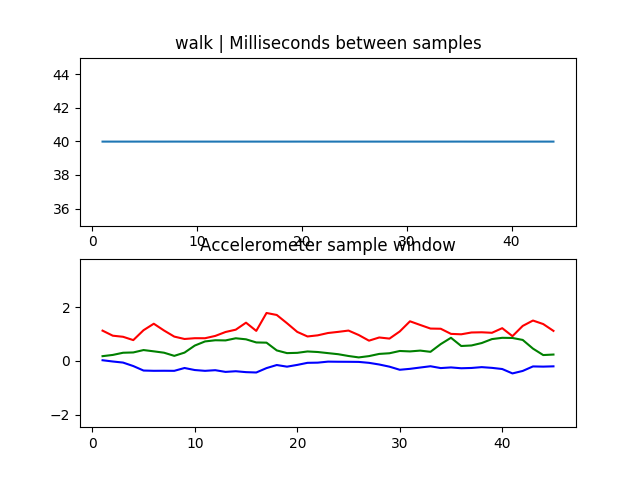 walk | Milliseconds between samples
44
42
40
38
36
0 10 20 30 40
Accelerometer sample window
2
0
−2
0 10 20 30 40